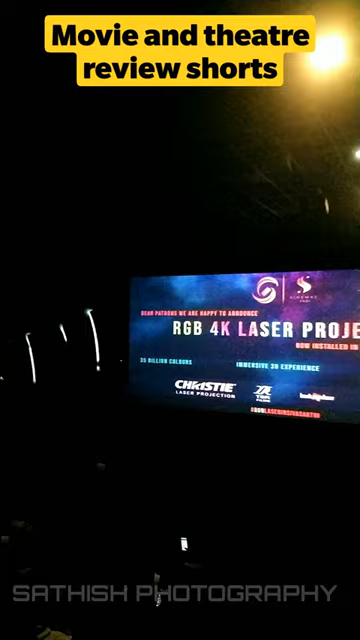 Movie and theatre
review shorts
DEAR PATRONS WE ARE HAPPY TO ANNOUNCE
RGB 4K LASER PROJE
NOW INSTALLED IN
35 BILLION COLOURS
IMMERSIVE 3D EXPERIENCE
CHRISTIE
LASER PROJECTION
SATHISH PHOTOGRAPHY